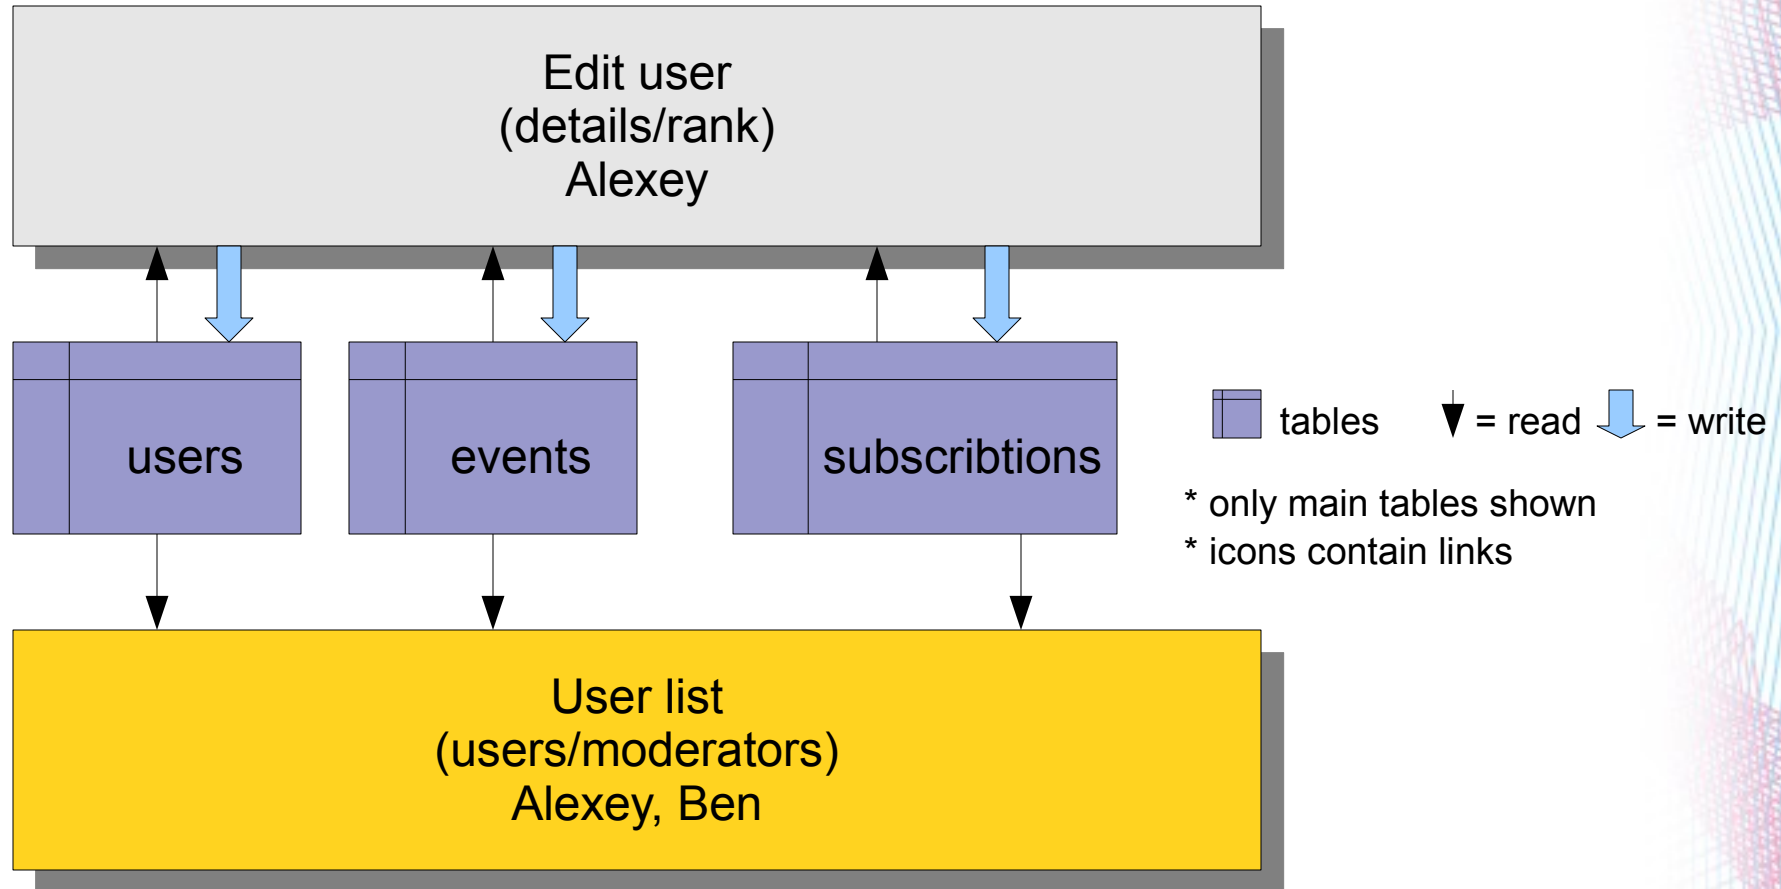 Edit user
(details/rank)
Alexey
users
events
subscribtions
tables = read = write
* only main tables shown
* icons contain links
User list
(users/moderators)
Alexey, Ben